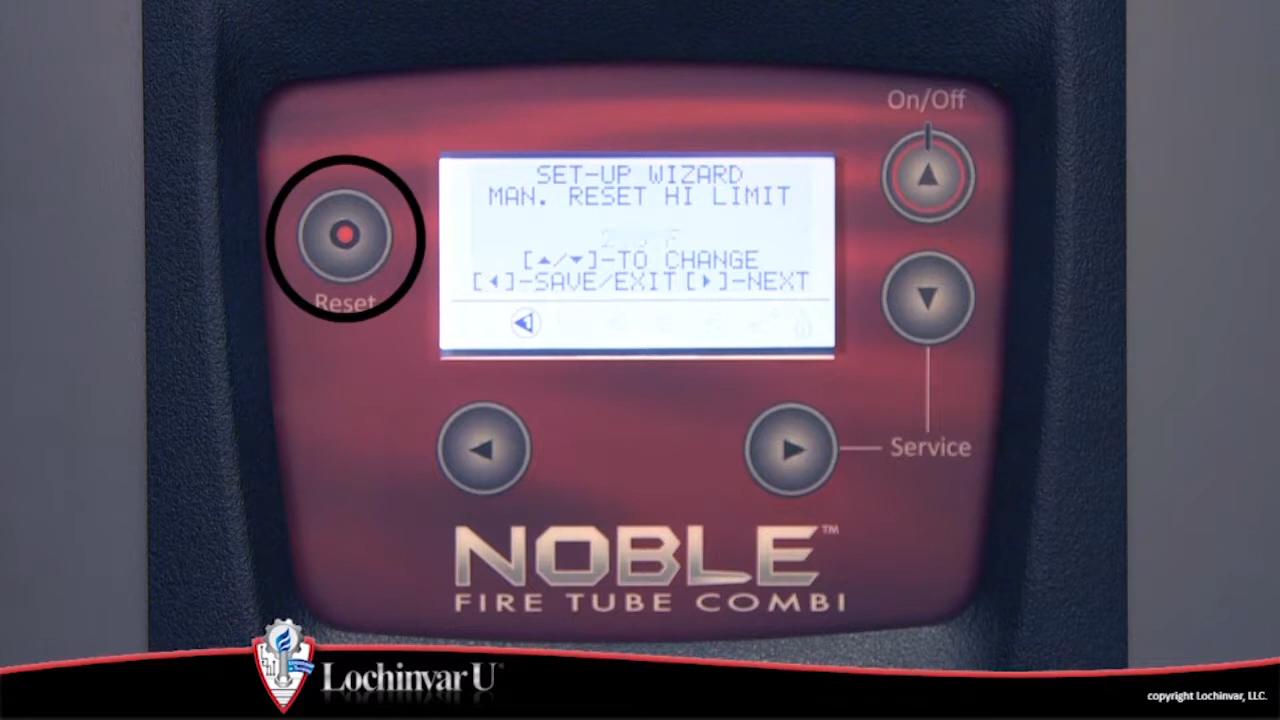 On/Off
SET-UP WIZARD
MAN. RESET HI LIMIT
[▲/▼]-TO CHANGE
[◀]-SAVE/EXIT [▶]-NEXT
Reset
Service
NOBLE™
FIRE TUBE COMBI
Lochinvar U
copyright Lochinvar, LLC.